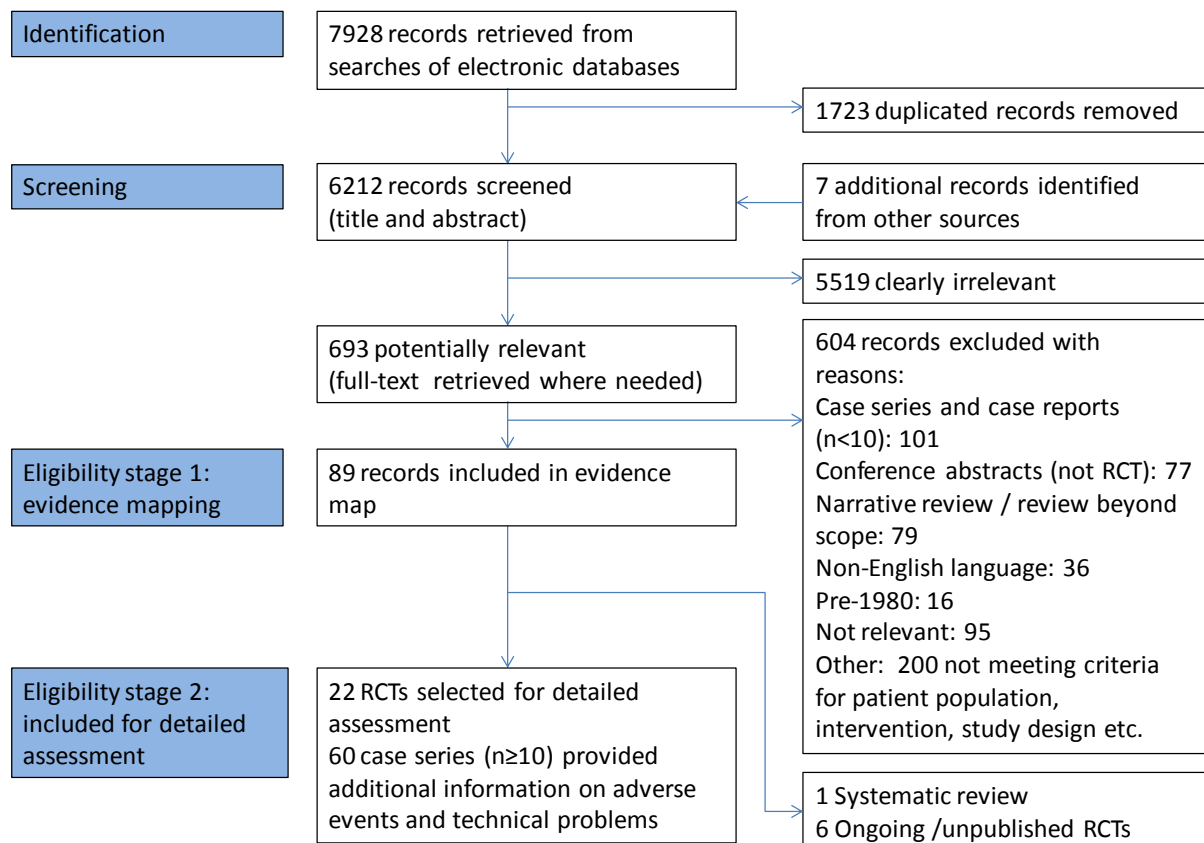 Identification
7928 records retrieved from
searches of electronic databases
1723 duplicated records removed
Screening
6212 records screened
(title and abstract)
7 additional records identified
from other sources
5519 clearly irrelevant
693 potentially relevant
(full-text retrieved where needed)
604 records excluded with
reasons:
Case series and case reports
(n<10): 101
Conference abstracts (not RCT): 77
Narrative review / review beyond
scope: 79
Non-English language: 36
Pre-1980: 16
Not relevant: 95
Other: 200 not meeting criteria
for patient population,
intervention, study design etc.
Eligibility stage 1:
evidence mapping
89 records included in evidence
map
Eligibility stage 2:
included for detailed
assessment
22 RCTs selected for detailed
assessment
60 case series (n≥10) provided
additional information on adverse
events and technical problems
1 Systematic review
6 Ongoing /unpublished RCTs